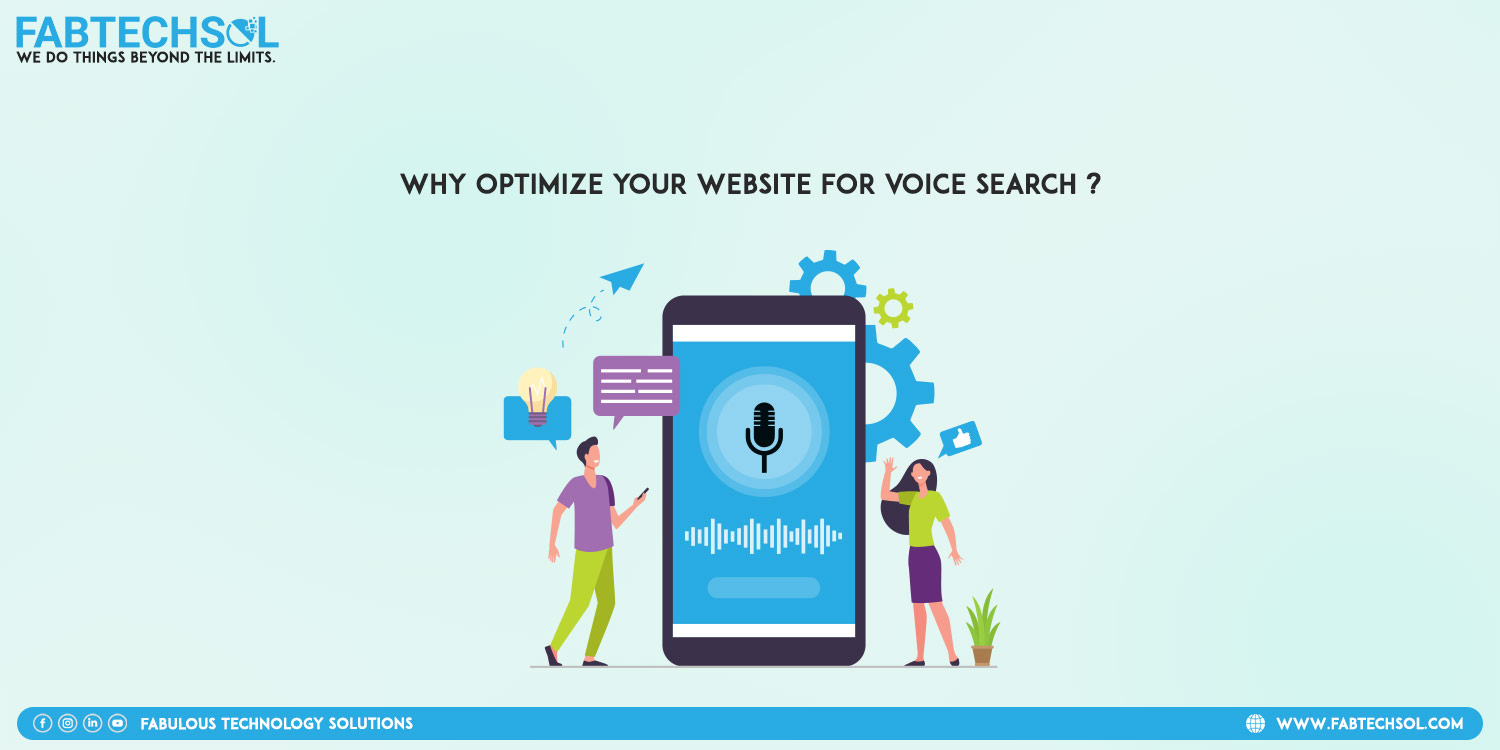 FABTECHSOL
WE DO THINGS BEYOND THE LIMITS.
WHY OPTIMIZE YOUR WEBSITE FOR VOICE SEARCH ?
FABULOUS TECHNOLOGY SOLUTIONS
WWW.FABTECHSOL.COM